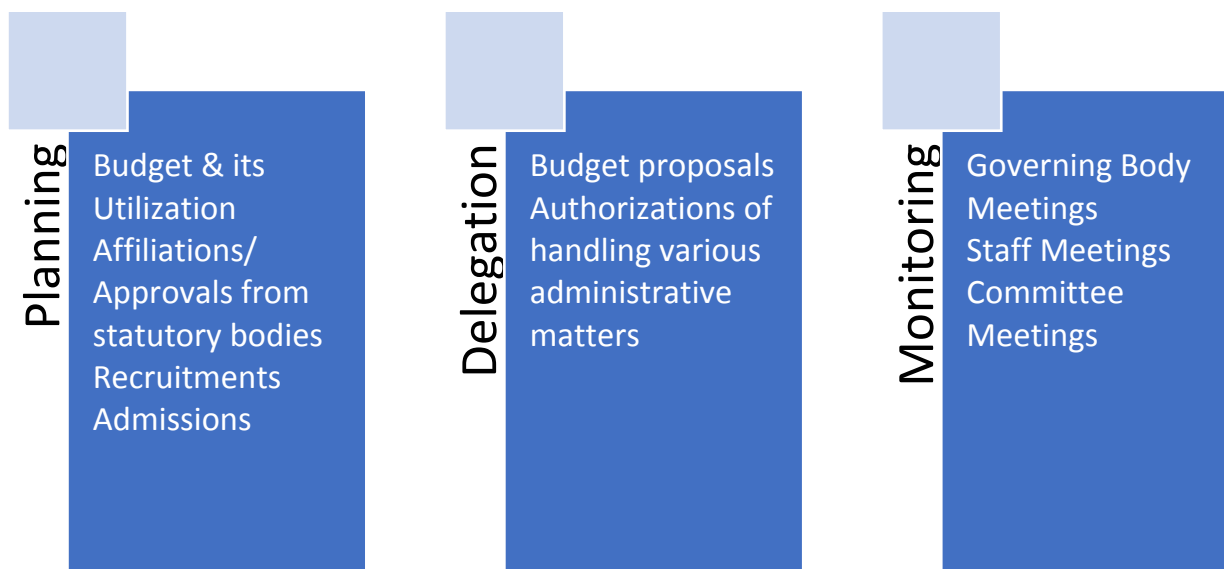 Planning
Budget & its
Utilization
Affiliations/
Approvals from
statutory bodies
Recruitments
Admissions
Delegation
Budget proposals
Authorizations of
handling various
administrative
matters
Monitoring
Governing Body
Meetings
Staff Meetings
Committee
Meetings